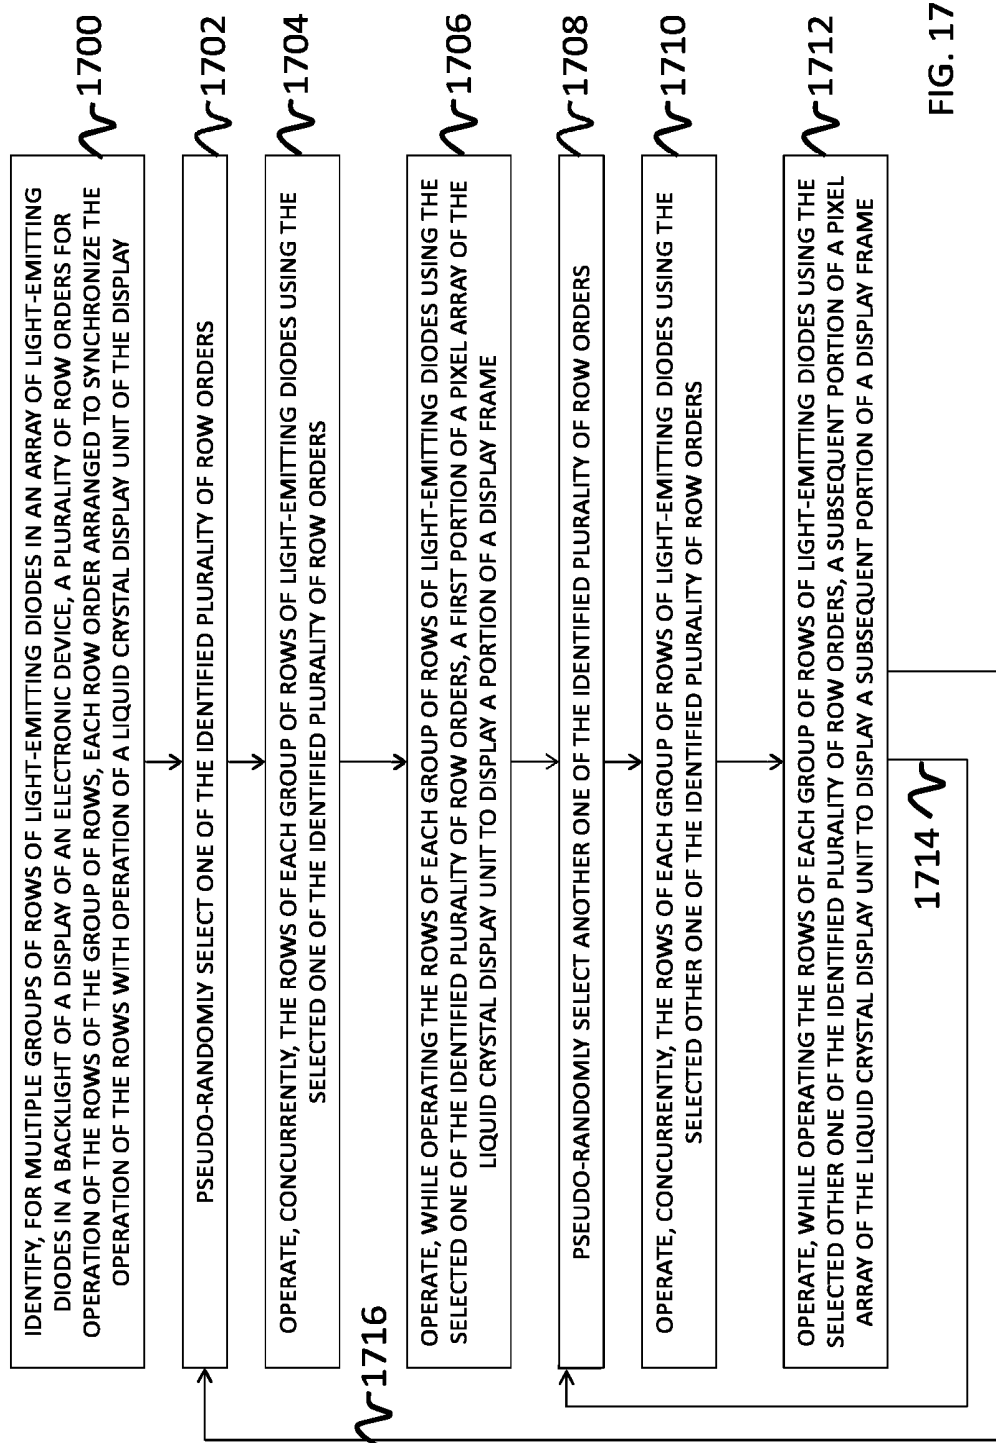 IDENTIFY, FOR MULTIPLE GROUPS OF ROWS OF LIGHT-EMITTING DIODES IN AN ARRAY OF LIGHT-EMITTING
DIODES IN A BACKLIGHT OF A DISPLAY OF AN ELECTRONIC DEVICE, A PLURALITY OF ROW ORDERS FOR
OPERATION OF THE ROWS OF THE GROUP OF ROWS, EACH ROW ORDER ARRANGED TO SYNCHRONIZE THE
OPERATION OF THE ROWS WITH OPERATION OF A LIQUID CRYSTAL DISPLAY UNIT OF THE DISPLAY
1700
PSEUDO-RANDOMLY SELECT ONE OF THE IDENTIFIED PLURALITY OF ROW ORDERS
1702
OPERATE, CONCURRENTLY, THE ROWS OF EACH GROUP OF ROWS OF LIGHT-EMITTING DIODES USING THE
SELECTED ONE OF THE IDENTIFIED PLURALITY OF ROW ORDERS
1704
1716
OPERATE, WHILE OPERATING THE ROWS OF EACH GROUP OF ROWS OF LIGHT-EMITTING DIODES USING THE
SELECTED ONE OF THE IDENTIFIED PLURALITY OF ROW ORDERS, A FIRST PORTION OF A PIXEL ARRAY OF THE
LIQUID CRYSTAL DISPLAY UNIT TO DISPLAY A PORTION OF A DISPLAY FRAME
1706
PSEUDO-RANDOMLY SELECT ANOTHER ONE OF THE IDENTIFIED PLURALITY OF ROW ORDERS
1708
OPERATE, CONCURRENTLY, THE ROWS OF EACH GROUP OF ROWS OF LIGHT-EMITTING DIODES USING THE
SELECTED OTHER ONE OF THE IDENTIFIED PLURALITY OF ROW ORDERS
1710
OPERATE, WHILE OPERATING THE ROWS OF EACH GROUP OF ROWS OF LIGHT-EMITTING DIODES USING THE
SELECTED OTHER ONE OF THE IDENTIFIED PLURALITY OF ROW ORDERS, A SUBSEQUENT PORTION OF A PIXEL
ARRAY OF THE LIQUID CRYSTAL DISPLAY UNIT TO DISPLAY A SUBSEQUENT PORTION OF A DISPLAY FRAME
1712
1714
FIG. 17